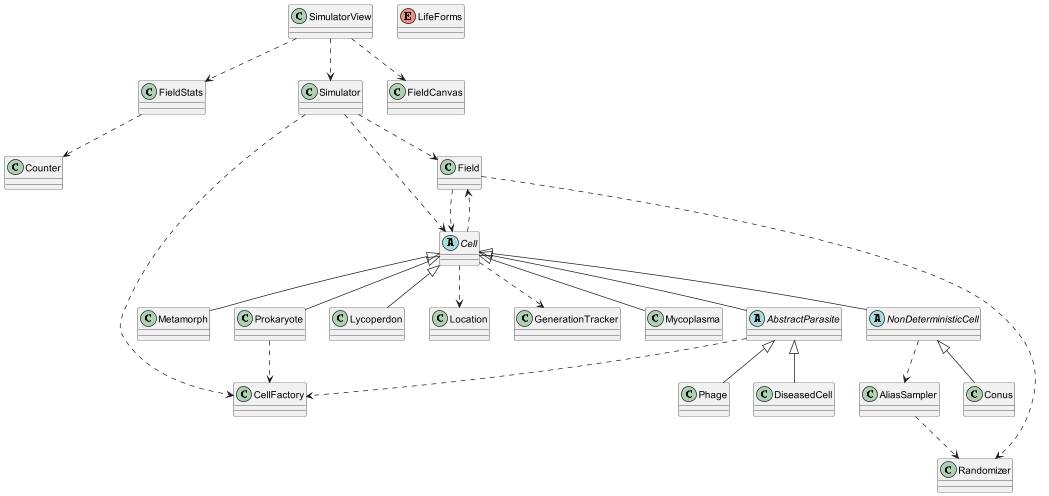 C SimulatorView
E LifeForms
C FieldStats
C Simulator
C FieldCanvas
C Counter
C Field
A Cell
C Metamorph
C Prokaryote
C Lycoperdon
C Location
C GenerationTracker
C Mycoplasma
A AbstractParasite
A NonDeterministicCell
C CellFactory
C Phage
C DiseasedCell
C AliasSampler
C Conus
C Randomizer